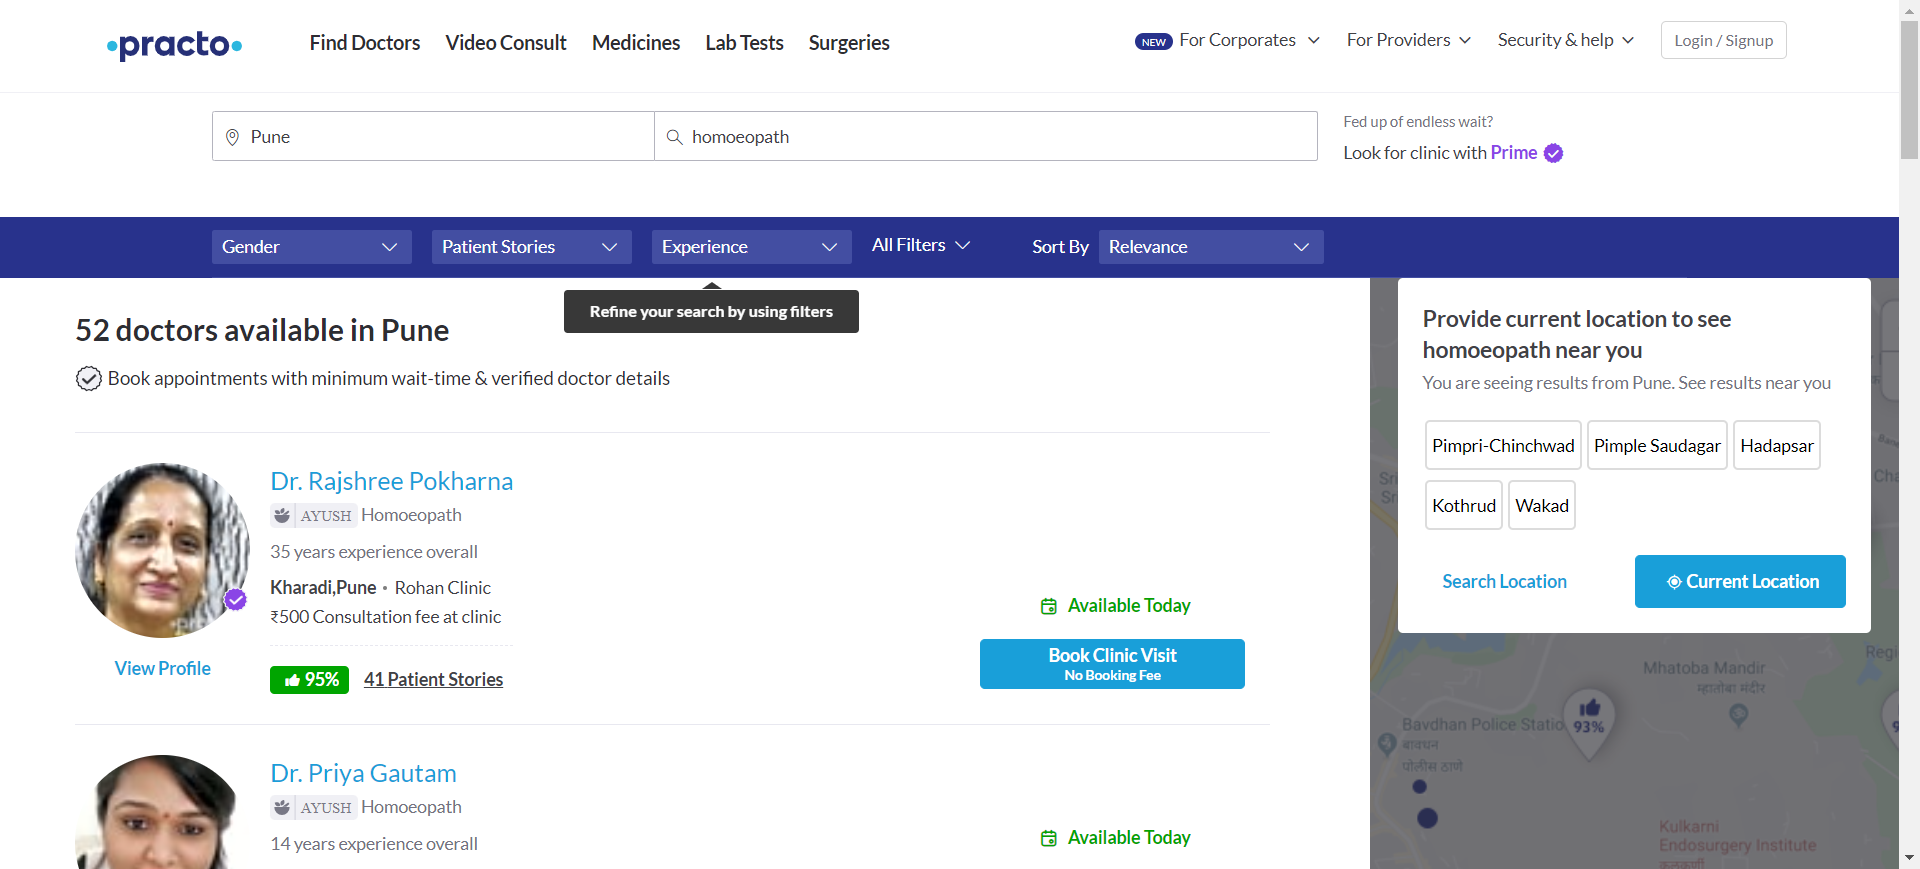 practo
Find Doctors
Video Consult
Medicines
Lab Tests
Surgeries
NEW
For Corporates
For Providers
Security & help
Login / Signup
Pune
homoeopath
Fed up of endless wait?
Look for clinic with Prime
Gender
Patient Stories
Experience
All Filters
Sort By
Relevance
Refine your search by using filters
52 doctors available in Pune
Book appointments with minimum wait-time & verified doctor details
Dr. Rajshree Pokharna
AYUSH Homoeopath
35 years experience overall
Kharadi,Pune • Rohan Clinic
₹500 Consultation fee at clinic
View Profile
95%
41 Patient Stories
Available Today
Book Clinic Visit
No Booking Fee
Dr. Priya Gautam
AYUSH Homoeopath
14 years experience overall
Available Today
Provide current location to see
homoeopath near you
You are seeing results from Pune. See results near you
Pimpri-Chinchwad
Pimple Saudagar
Hadapsar
Kothrud
Wakad
Search Location
Current Location
Mhatoba Mandir
म्हातोबा मंदीर
Bavdhan Police Statio
बावधन
पोलीस ठाणे
93%
Kulkarni
Endosurgery Institute